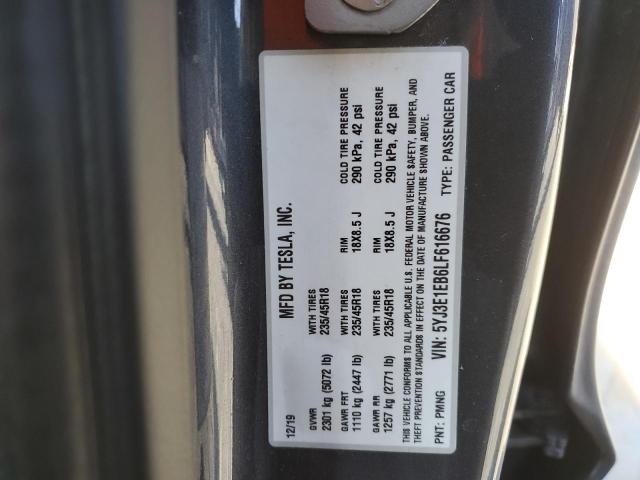 MFD BY TESLA, INC.
12/19
GVWR WITH TIRES
2301 kg (5072 lb) 235/45R18
GAWR FRT WITH TIRES RIM COLD TIRE PRESSURE
1110 kg (2447 lb) 235/45R18 18X8.5 J 290 kPa, 42 psi
GAWR RR WITH TIRES RIM COLD TIRE PRESSURE
1257 kg (2771 lb) 235/45R18 18X8.5 J 290 kPa, 42 psi
THIS VEHICLE CONFORMS TO ALL APPLICABLE U.S. FEDERAL MOTOR VEHICLE SAFETY, BUMPER, AND
THEFT PREVENTION STANDARDS IN EFFECT ON THE DATE OF MANUFACTURE SHOWN ABOVE.
PNT: PMNG VIN: 5YJ3E1EB6LF616676 TYPE: PASSENGER CAR